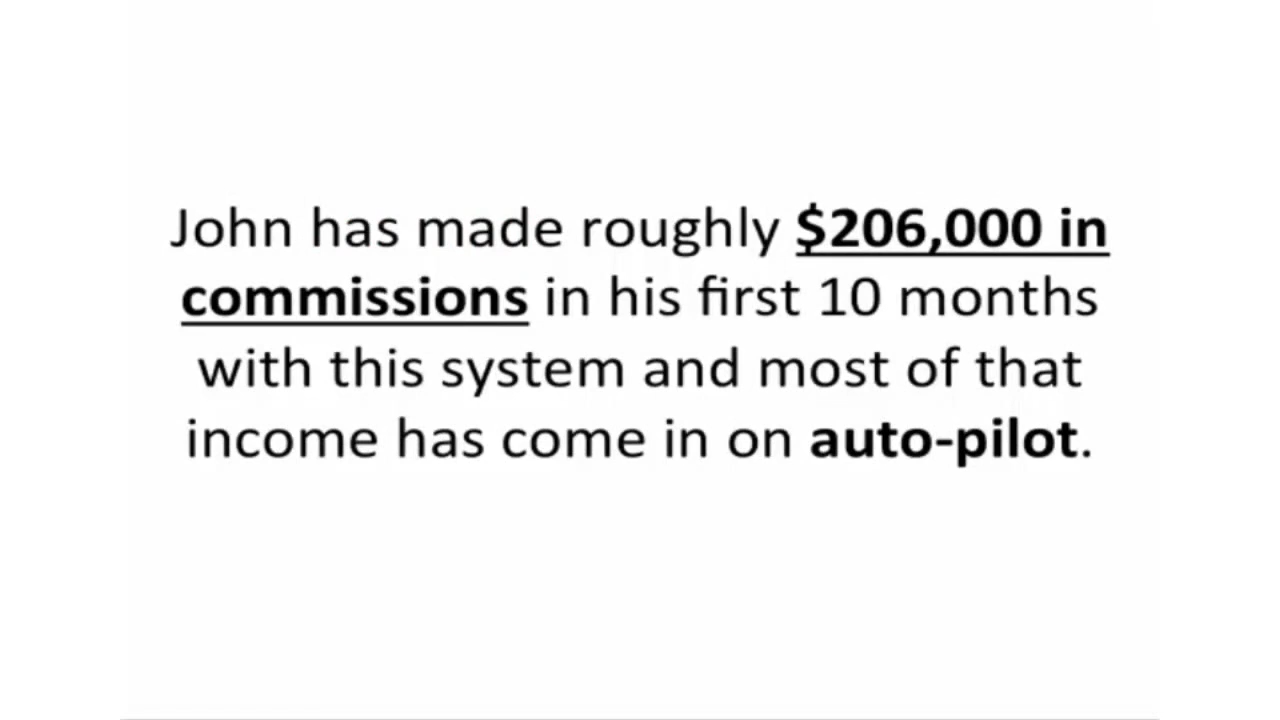 John has made roughly $206,000 in
commissions in his first 10 months
with this system and most of that
income has come in on auto-pilot.